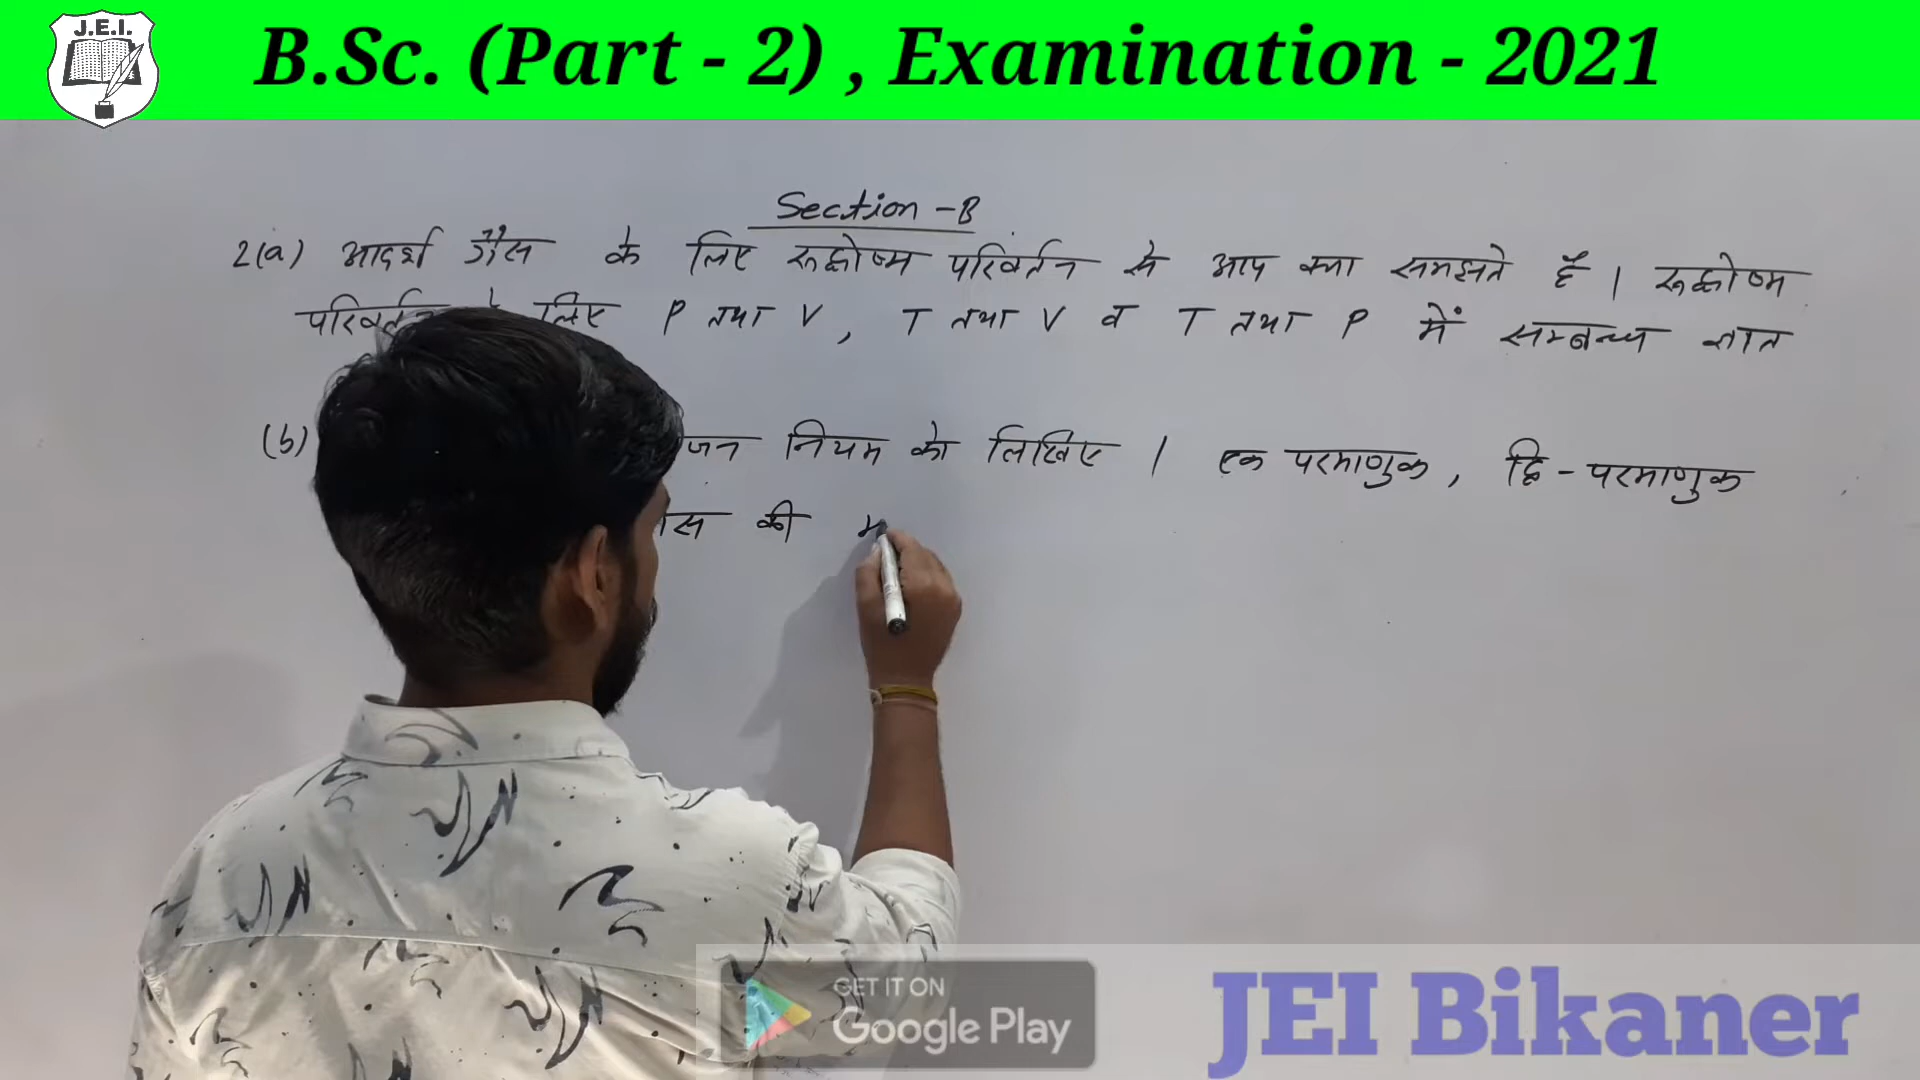 J.E.I.
B.Sc. (Part - 2) , Examination - 2021
Section - B
2(a) आदर्श गैस के लिए रूद्धोष्म परिवर्तन से आप क्या समझते हैं । रूद्धोष्म
परिवर्तन लिए P तथा V , T तथा V व T तथा P में सम्बन्ध ज्ञात
(b) जन नियम को लिखिए । एक परमाणुक , द्वि - परमाणुक
की
GET IT ON
Google Play
JEI Bikaner